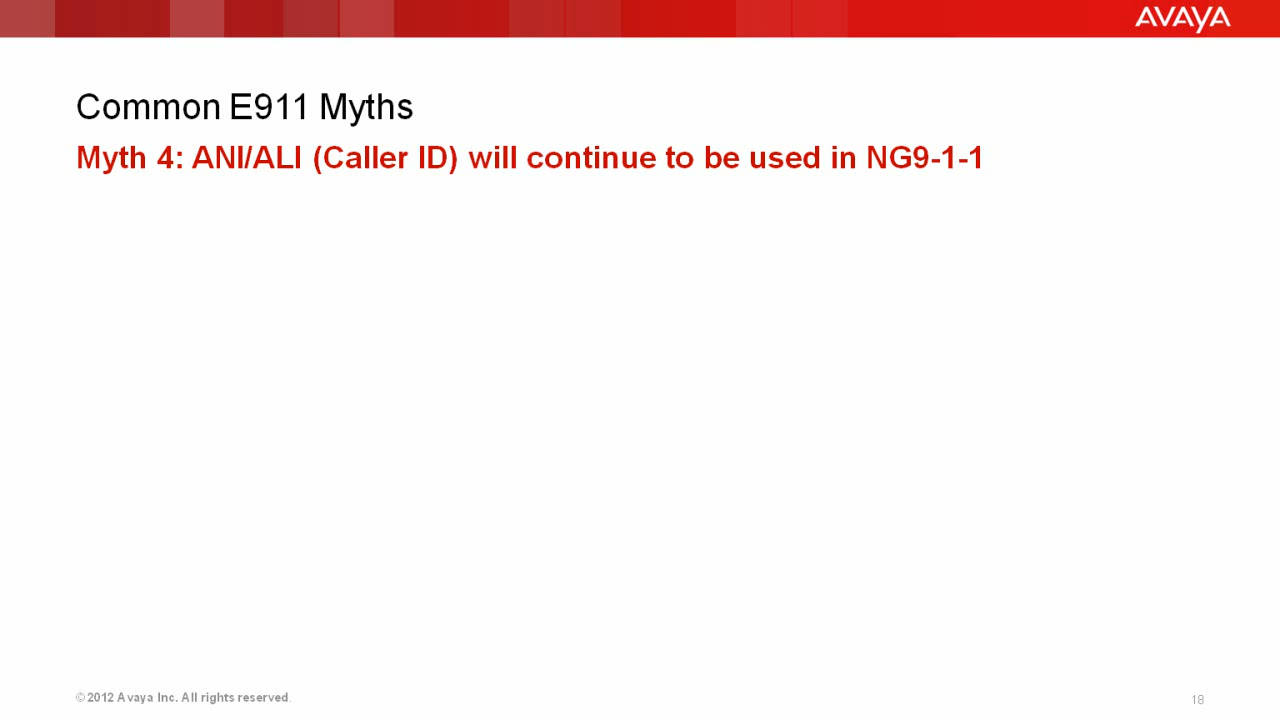 AVAYA
Common E911 Myths
Myth 4: ANI/ALI (Caller ID) will continue to be used in NG9-1-1
© 2012 Avaya Inc. All rights reserved.
18